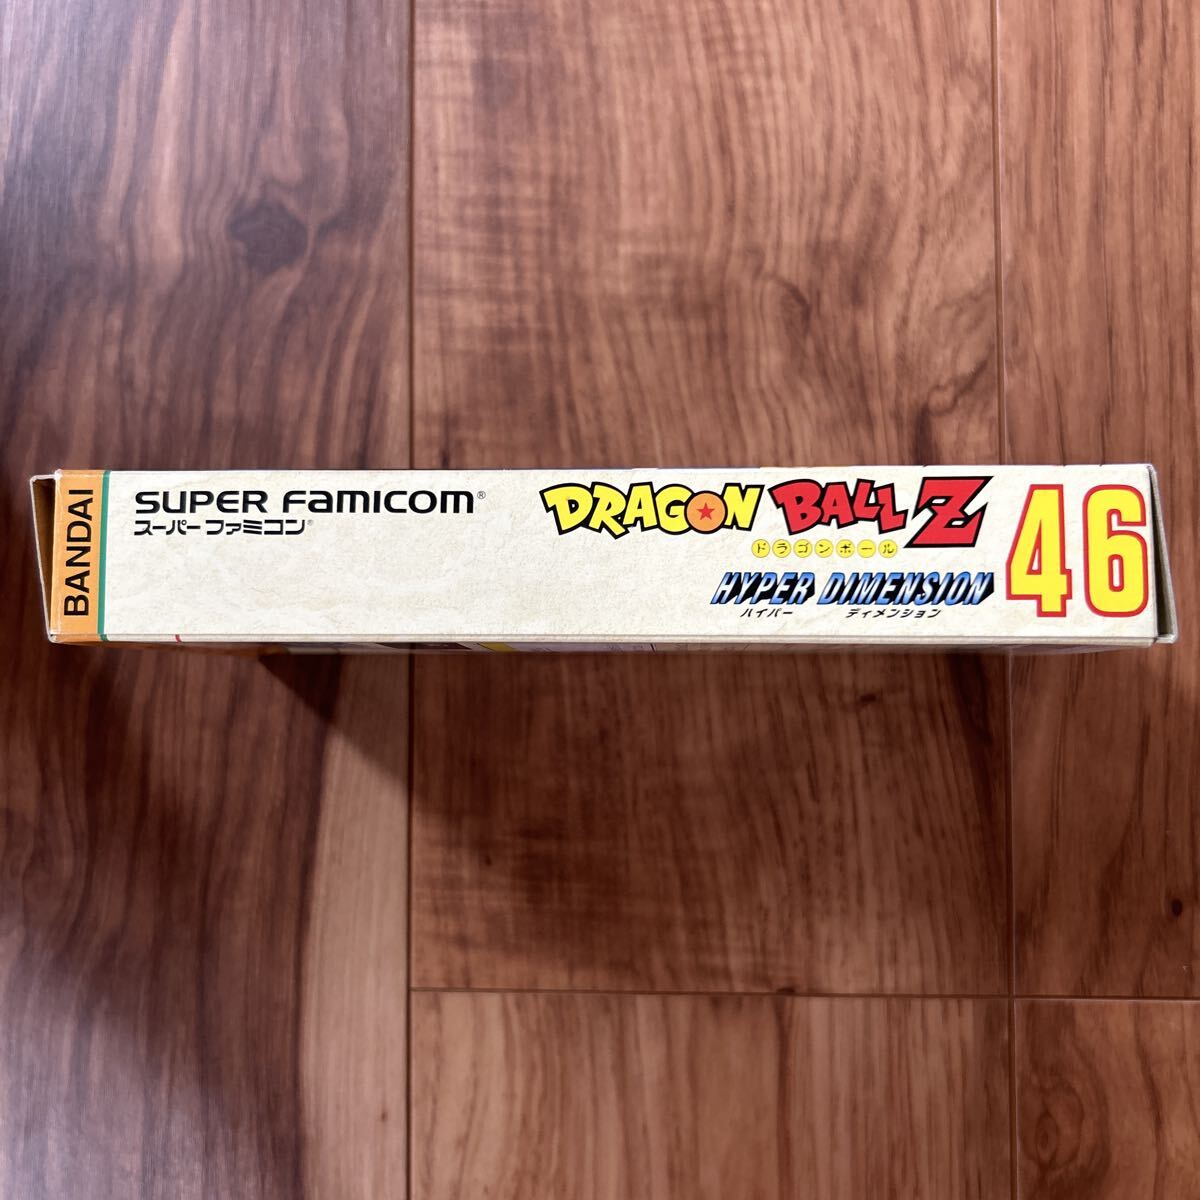 BANDAI
SUPER FAMICOM®
スーパーファミコン®
DRAGON BALL Z
ドラゴンボール
HYPER DIMENSION
ハイパー ディメンション
46